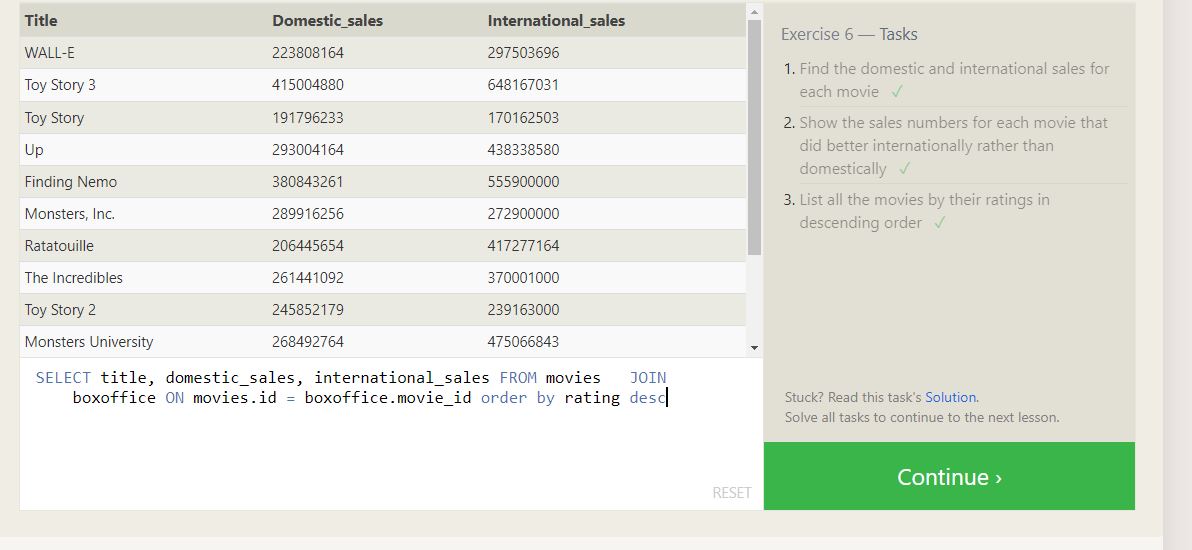 Title Domestic_sales International_sales
WALL-E 223808164 297503696
Toy Story 3 415004880 648167031
Toy Story 191796233 170162503
Up 293004164 438338580
Finding Nemo 380843261 555900000
Monsters, Inc. 289916256 272900000
Ratatouille 206445654 417277164
The Incredibles 261441092 370001000
Toy Story 2 245852179 239163000
Monsters University 268492764 475066843
SELECT title, domestic_sales, international_sales FROM movies   JOIN
boxoffice ON movies.id = boxoffice.movie_id order by rating desc
RESET
Exercise 6 — Tasks
1. Find the domestic and international sales for
each movie ✓
2. Show the sales numbers for each movie that
did better internationally rather than
domestically ✓
3. List all the movies by their ratings in
descending order ✓
Stuck? Read this task's Solution.
Solve all tasks to continue to the next lesson.
Continue ›